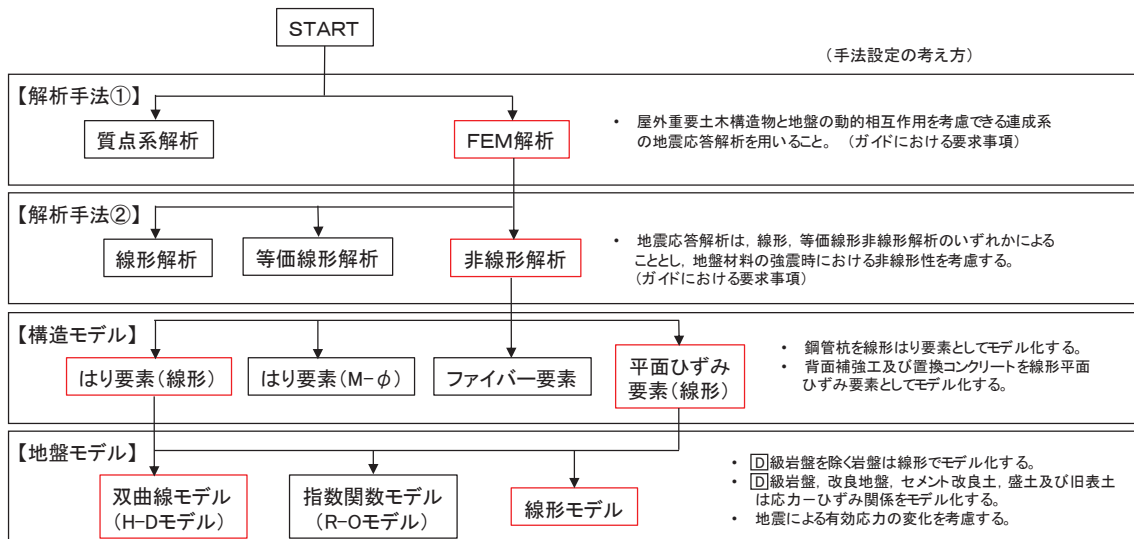 START
(手法設定の考え方)
【解析手法①】
質点系解析
FEM解析
・ 屋外重要土木構造物と地盤の動的相互作用を考慮できる連成系
の地震応答解析を用いること。 (ガイドにおける要求事項)
【解析手法②】
線形解析
等価線形解析
非線形解析
・ 地震応答解析は, 線形, 等価線形非線形解析のいずれかによる
こととし, 地盤材料の強震時における非線形性を考慮する。
(ガイドにおける要求事項)
【構造モデル】
はり要素(線形)
はり要素(M-φ)
ファイバー要素
平面ひずみ
要素(線形)
・ 鋼管杭を線形はり要素としてモデル化する。
・ 背面補強工及び置換コンクリートを線形平面
ひずみ要素としてモデル化する。
【地盤モデル】
双曲線モデル
(H-Dモデル)
指数関数モデル
(R-Oモデル)
線形モデル
・ D級岩盤を除く岩盤は線形でモデル化する。
・ D級岩盤, 改良地盤, セメント改良土, 盛土及び旧表土
は応力ーひずみ関係をモデル化する。
・ 地震による有効応力の変化を考慮する。